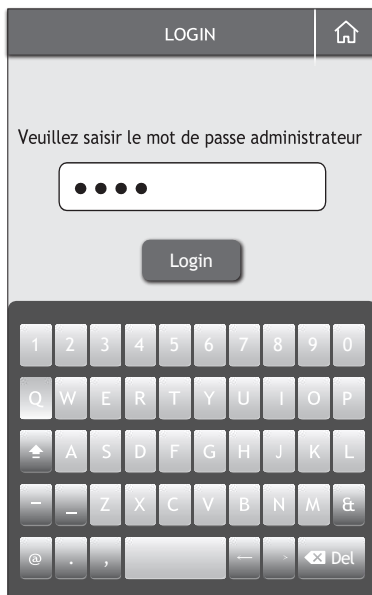 LOGIN
Veuillez saisir le mot de passe administrateur
● ● ● ●
Login
1 2 3 4 5 6 7 8 9 0
Q W E R T Y U I O P
A S D F G H J K L
– _ Z X C V B N M &
@ . , ← > Del